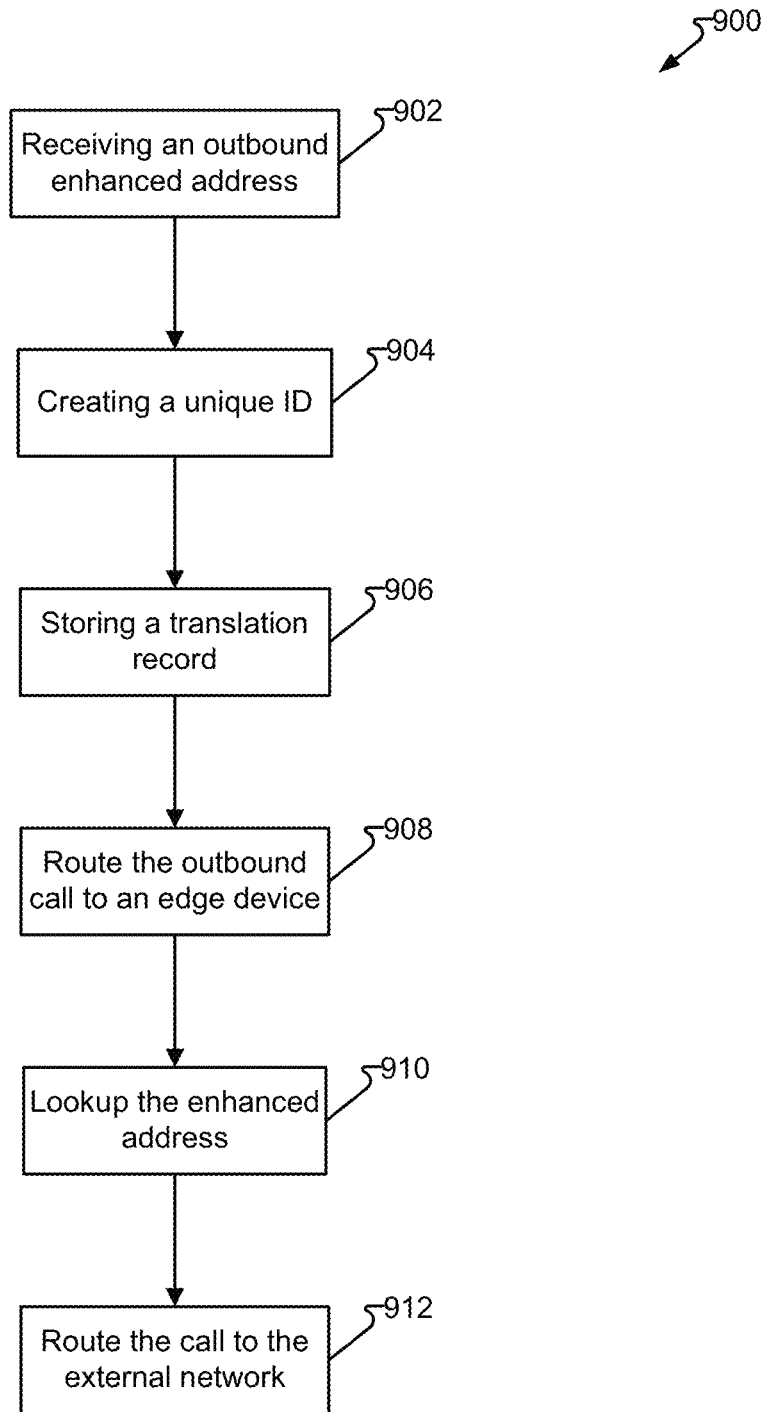 900
902
Receiving an outbound
enhanced address
904
Creating a unique ID
906
Storing a translation
record
908
Route the outbound
call to an edge device
910
Lookup the enhanced
address
912
Route the call to the
external network